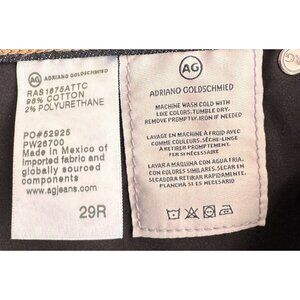 AG ADRIANO GOLDSCHMIED
RAS1875ATTC
98% COTTON
2% POLYURETHANE
PO#52925
PW26700
Made in Mexico of
imported fabric and
globally sourced
components
www.agjeans.com
29R
AG
ADRIANO GOLDSCHMIED
MACHINE WASH COLD WITH
LIKE COLORS. TUMBLE DRY.
REMOVE PROMPTLY. IRON IF NEEDED
LAVAGE EN MACHINE A FROID AVEC
COMME COULEURS. SÈCHE-LINGE
A RETIRER PROMPTEMENT.
FER SI NÉCESSAIRE
LAVAR A MAQUINA CON AGUA FRIA.
CON COLORES SIMILARES. SECAR EN
SECADORA RETIRAR RAPIDAMENTE.
PLANCHA SI ES NECESARIO